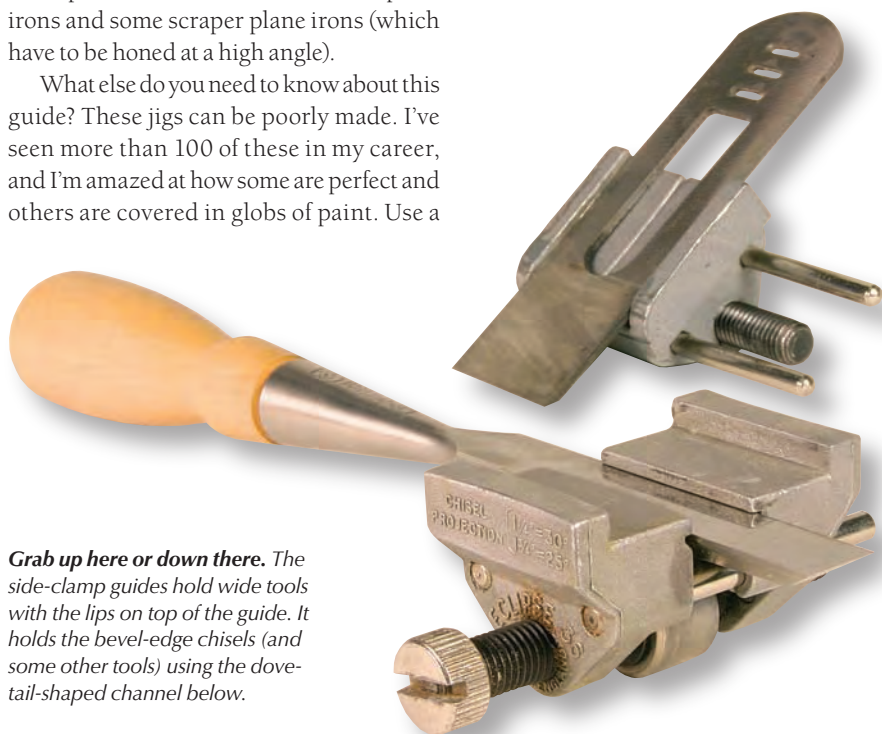 irons and some scraper plane irons (which
have to be honed at a high angle).
What else do you need to know about this
guide? These jigs can be poorly made. I've
seen more than 100 of these in my career,
and I'm amazed at how some are perfect and
others are covered in globs of paint. Use a
CHISEL 1½"=30°
PROTECTION
ECLIPSE 36
Grab up here or down there. The
side-clamp guides hold wide tools
with the lips on top of the guide. It
holds the bevel-edge chisels (and
some other tools) using the dove-
tail-shaped channel below.